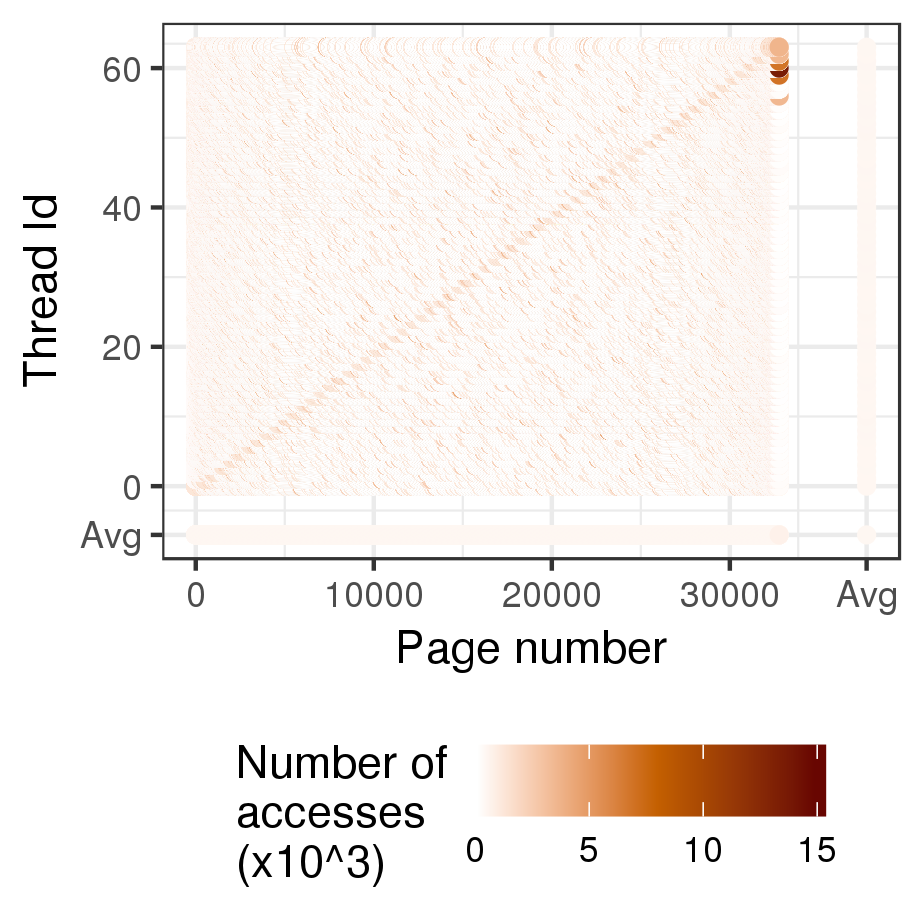 60
40
20
0
Avg
Thread Id
0 10000 20000 30000 Avg
Page number
Number of
accesses
(x10^3)
0 5 10 15